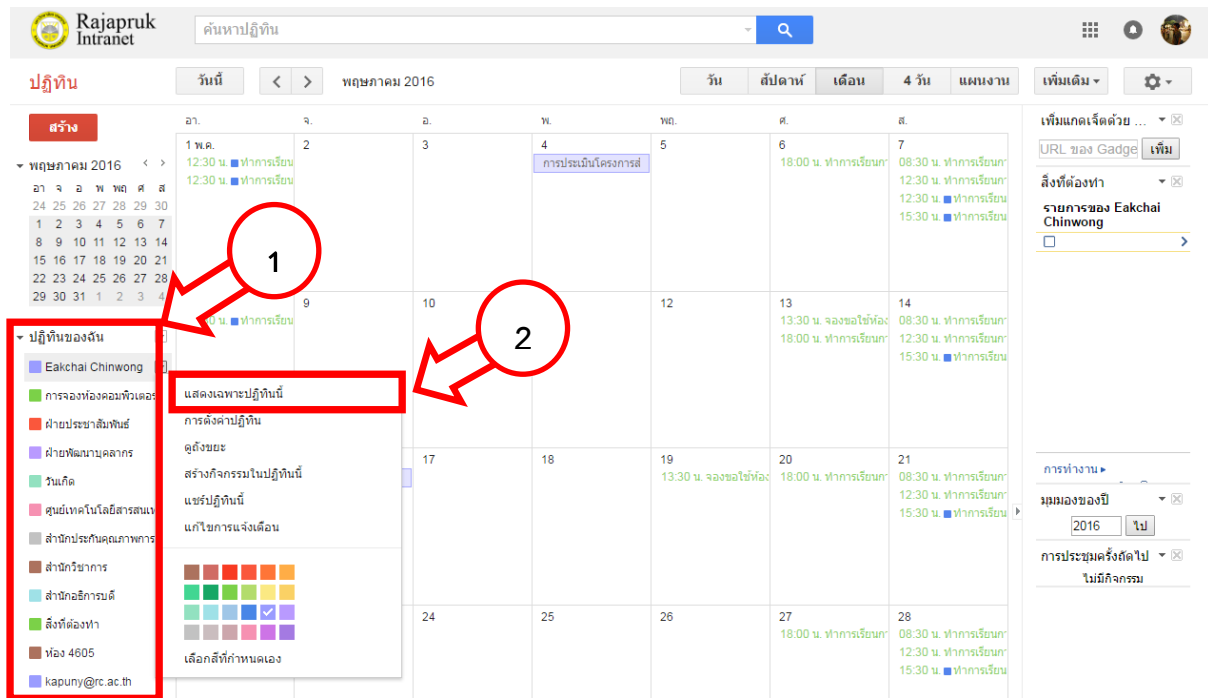 Rajapruk
Intranet
ค้นหาปฏิทิน
ปฏิทิน
วันนี้
พฤษภาคม 2016
วัน สัปดาห์ เดือน 4 วัน แผนงาน
เพิ่มเติม
สร้าง
พฤษภาคม 2016
อา จ อ พ พฤ ศ ส
24 25 26 27 28 29 30
1 2 3 4 5 6 7
8 9 10 11 12 13 14
15 16 17 18 19 20 21
22 23 24 25 26 27 28
29 30 31 1 2 3 4
ปฏิทินของฉัน
Eakchai Chinwong
การจองห้องคอมพิวเตอร
ฝ่ายประชาสัมพันธ์
ฝ่ายพัฒนาบุคลากร
วันเกิด
ศูนย์เทคโนโลยีสารสนเท
สำนักประกันคุณภาพการ
สำนักวิชาการ
สำนักอธิการบดี
สิ่งที่ต้องทำ
ห้อง 4605
kapuny@rc.ac.th
1
2
แสดงเฉพาะปฏิทินนี้
การตั้งค่าปฏิทิน
ดูถังขยะ
สร้างกิจกรรมในปฏิทินนี้
แชร์ปฏิทินนี้
แก้ไขการแจ้งเตือน
เลือกสีที่กำหนดเอง
อา. จ. อ. พ. พฤ. ศ. ส.
1 พ.ค. 2 3 4 5 6 7
12:30 น. ทำการเรียน
12:30 น. ทำการเรียน
การประเมินโครงการส่
18:00 น. ทำการเรียนก
08:30 น. ทำการเรียนก
12:30 น. ทำการเรียนก
12:30 น. ทำการเรียน
15:30 น. ทำการเรียน
9 10 12 13 14
น. ทำการเรียน
13:30 น. จองขอใช้ห้อง
18:00 น. ทำการเรียนก
08:30 น. ทำการเรียนก
12:30 น. ทำการเรียนก
15:30 น. ทำการเรียน
17 18 19 20 21
13:30 น. จองขอใช้ห้อง
18:00 น. ทำการเรียนก
08:30 น. ทำการเรียนก
12:30 น. ทำการเรียนก
15:30 น. ทำการเรียน
24 25 26 27 28
18:00 น. ทำการเรียนก
08:30 น. ทำการเรียนก
12:30 น. ทำการเรียนก
15:30 น. ทำการเรียน
เพิ่มแกดเจ็ตด้วย ...
URL ของ Gadge เพิ่ม
สิ่งที่ต้องทำ
รายการของ Eakchai
Chinwong
การทำงาน
มุมมองของปี
2016 ไป
การประชุมครั้งถัดไป
ไม่มีกิจกรรม